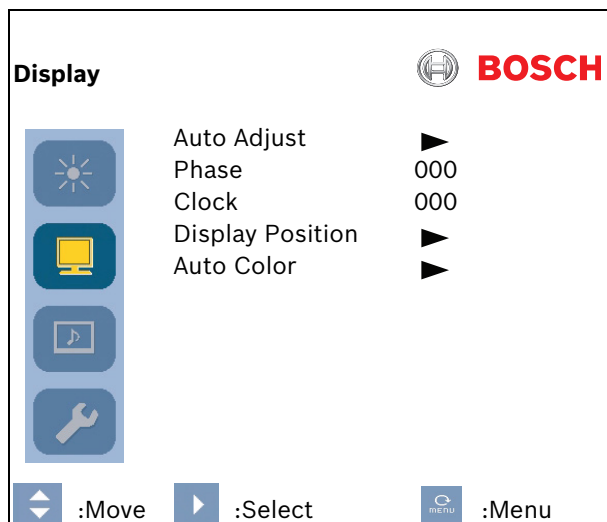 Display
BOSCH
Auto Adjust
Phase 000
Clock 000
Display Position
Auto Color
:Move :Select MENU :Menu